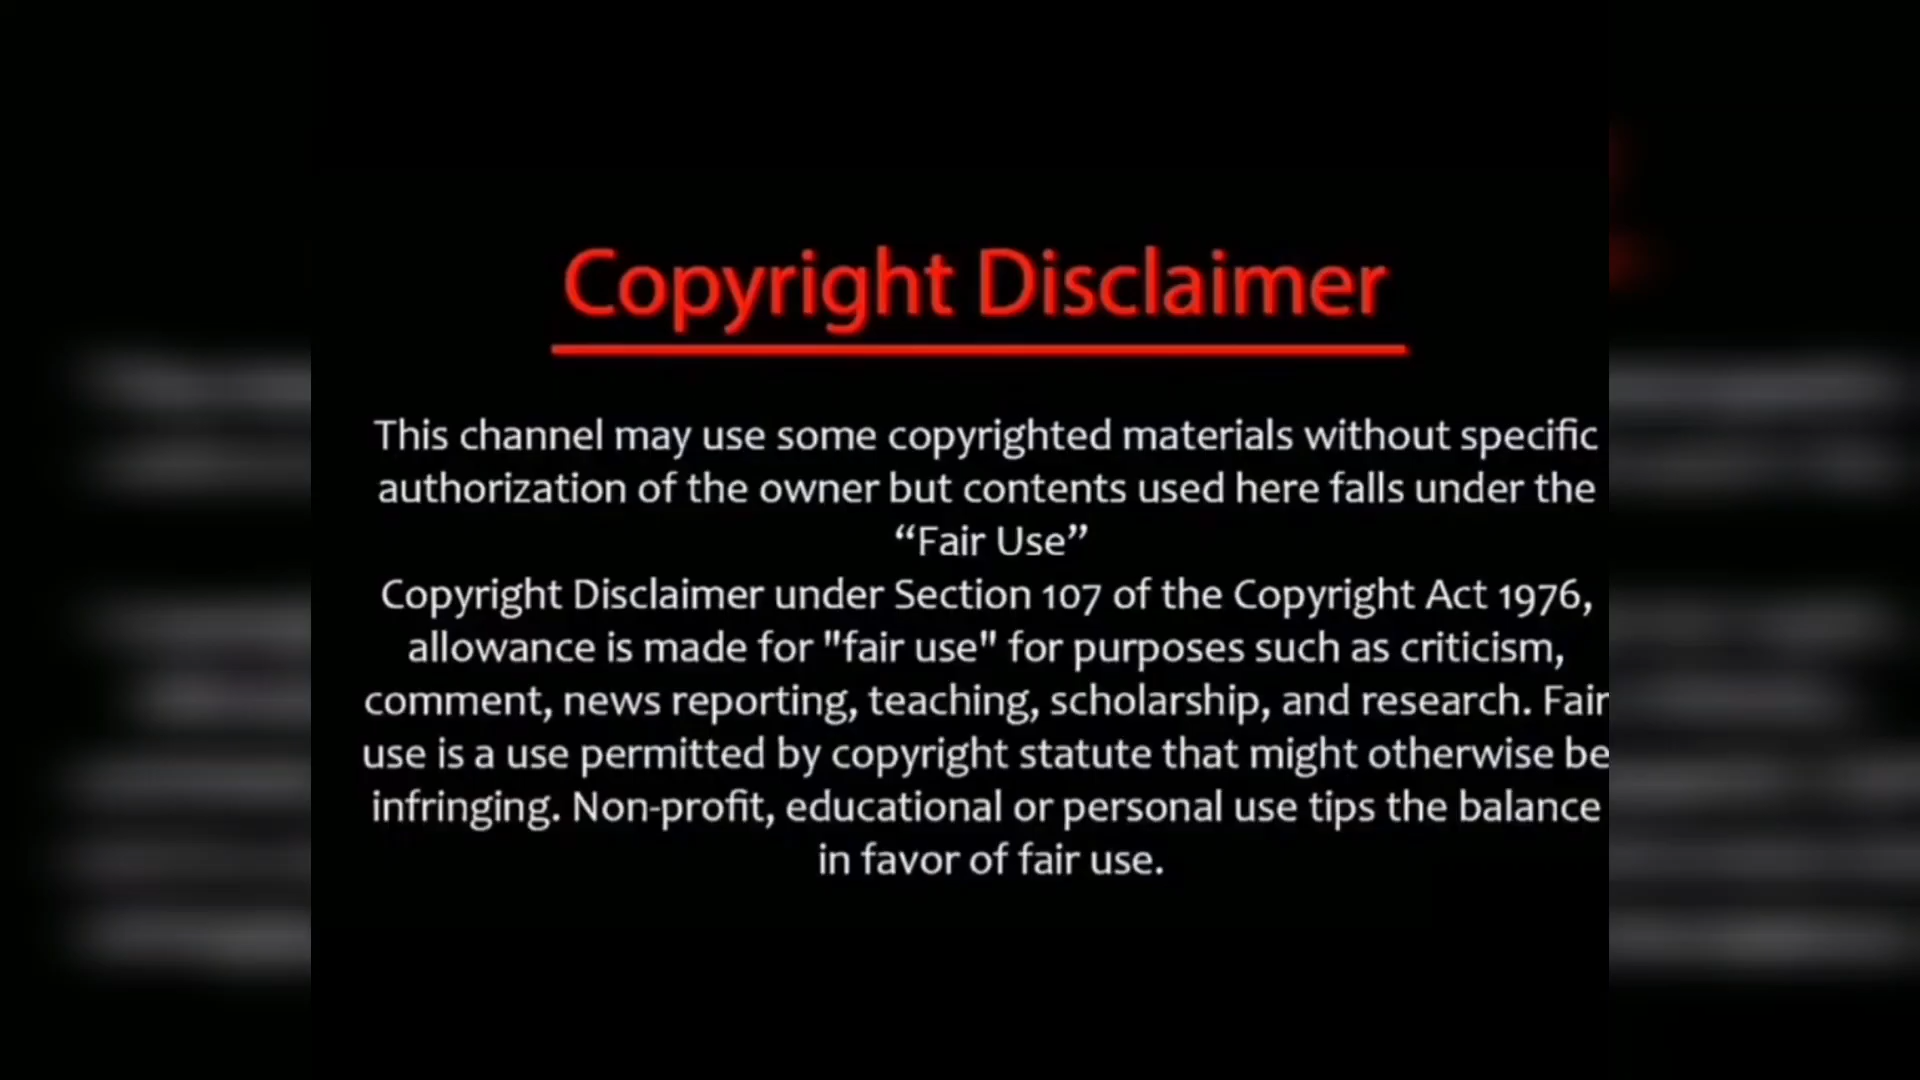 Copyright Disclaimer
This channel may use some copyrighted materials without specific
authorization of the owner but contents used here falls under the
“Fair Use”
Copyright Disclaimer under Section 107 of the Copyright Act 1976,
allowance is made for "fair use" for purposes such as criticism,
comment, news reporting, teaching, scholarship, and research. Fair
use is a use permitted by copyright statute that might otherwise be
infringing. Non-profit, educational or personal use tips the balance
in favor of fair use.